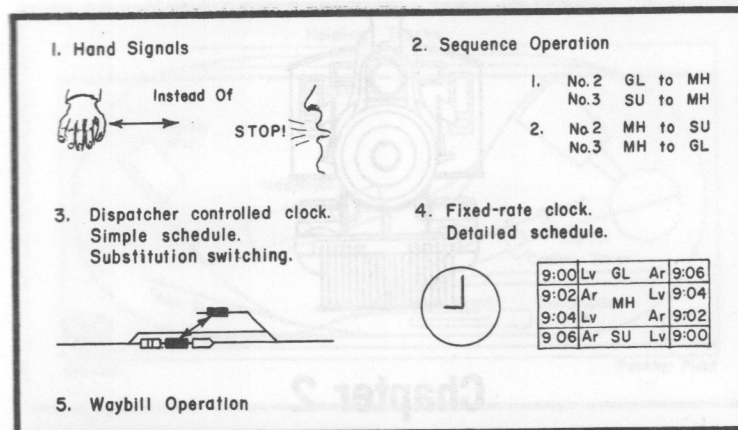 1. Hand Signals
Instead Of
STOP!
2. Sequence Operation
1. No.2 GL to MH
No.3 SU to MH
2. No.2 MH to SU
No.3 MH to GL
3. Dispatcher controlled clock.
Simple schedule.
Substitution switching.
4. Fixed-rate clock.
Detailed schedule.
9:00 Lv GL Ar 9:06
9:02 Ar MH Lv 9:04
9:04 Lv Ar 9:02
9 06 Ar SU Lv 9:00
5. Waybill Operation
Chapter 2